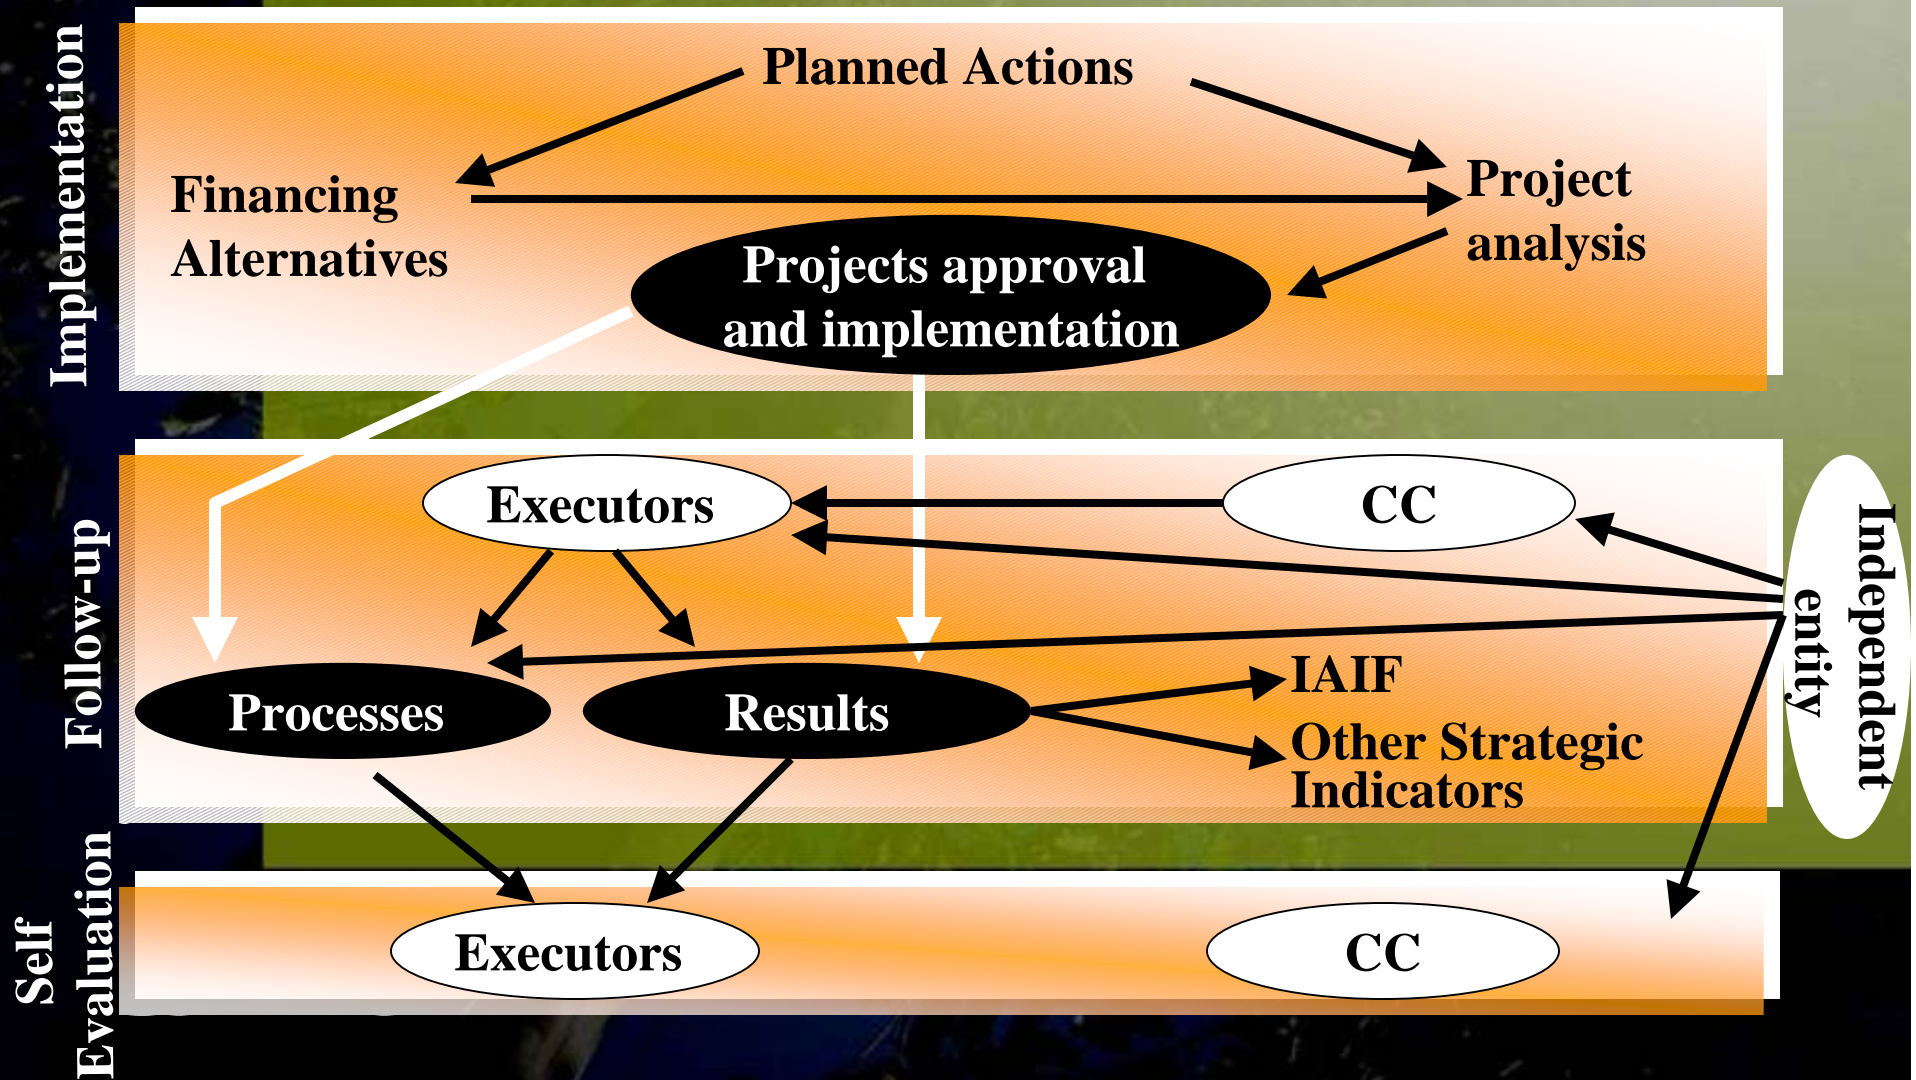 Implementation
Planned Actions
Financing
Alternatives
Project
analysis
Projects approval
and implementation
Follow-up
Executors
CC
Independent
entity
Processes
Results
IAIF
Other Strategic
Indicators
Self
Evaluation
Executors
CC